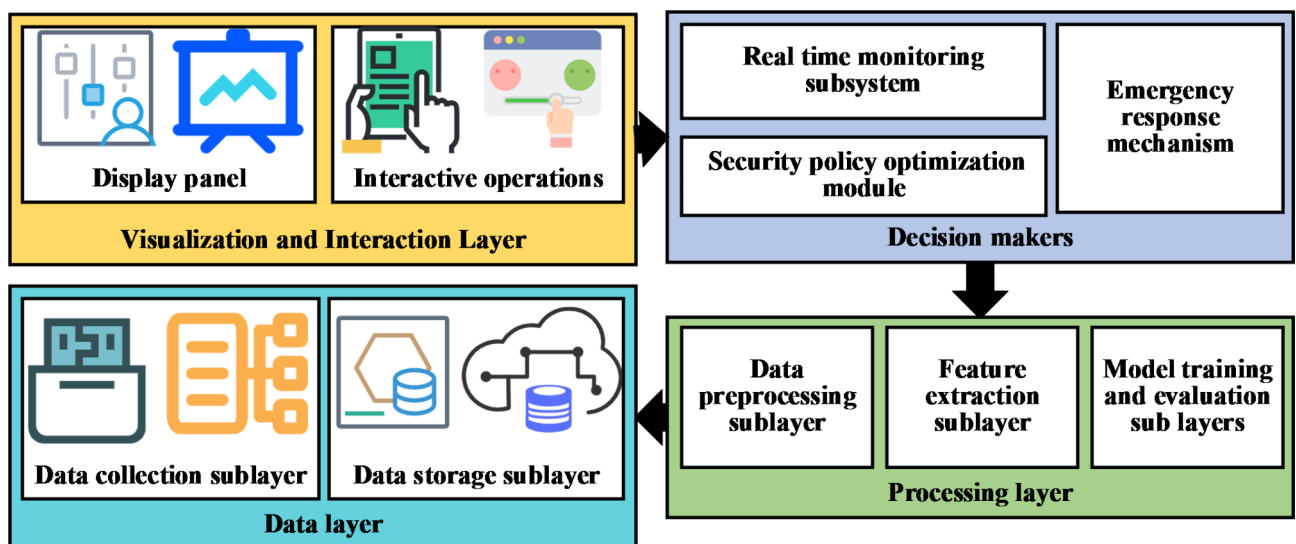 Display panel
Interactive operations
Visualization and Interaction Layer
Real time monitoring
subsystem
Security policy optimization
module
Emergency
response
mechanism
Decision makers
Data collection sublayer
Data storage sublayer
Data layer
Data
preprocessing
sublayer
Feature
extraction
sublayer
Model training
and evaluation
sub layers
Processing layer